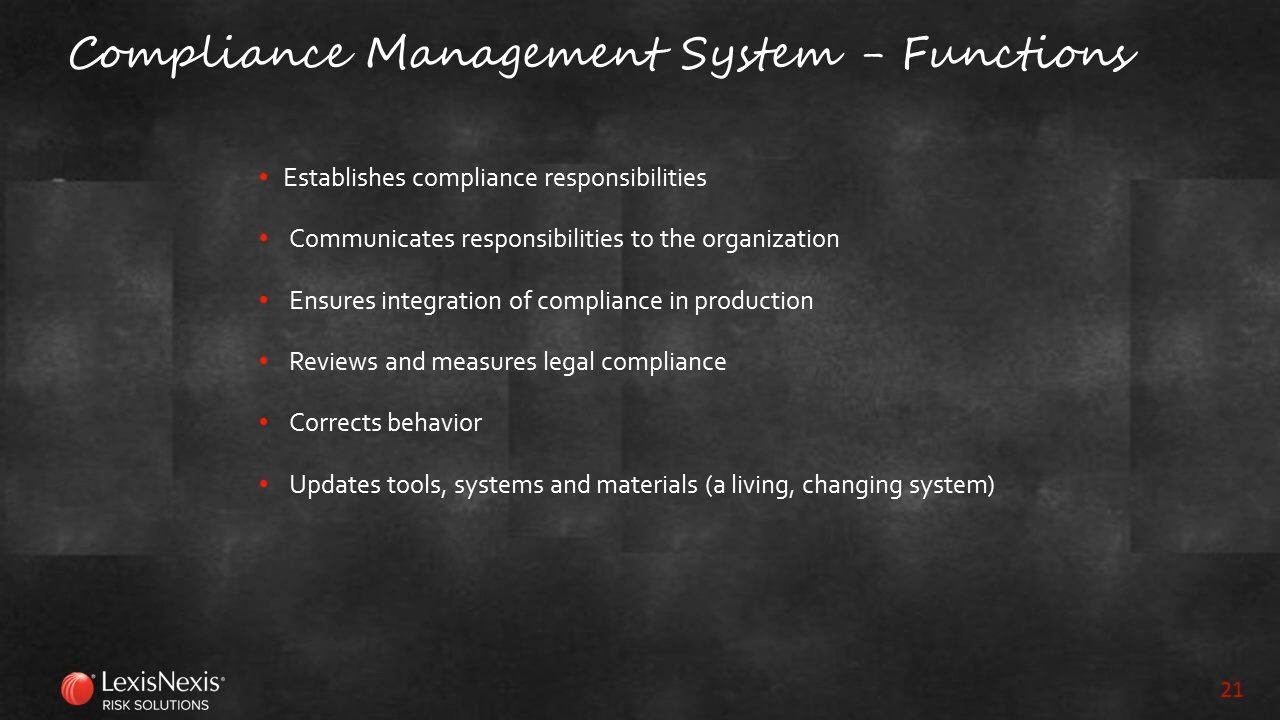 Compliance Management System - Functions
• Establishes compliance responsibilities
• Communicates responsibilities to the organization
• Ensures integration of compliance in production
• Reviews and measures legal compliance
• Corrects behavior
• Updates tools, systems and materials (a living, changing system)
LexisNexis®
RISK SOLUTIONS
21